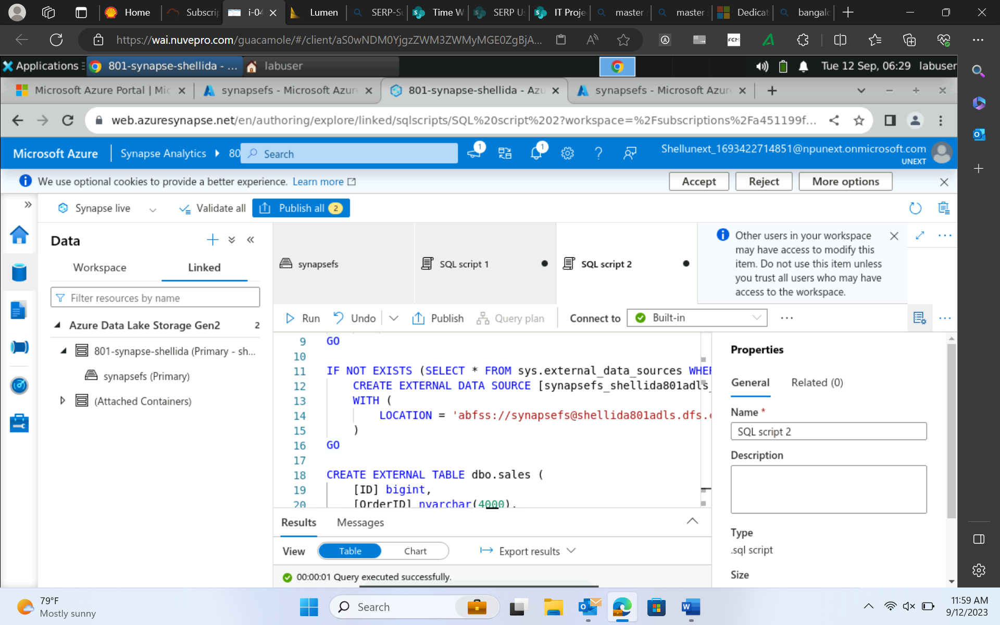 Home
Subscrip
i-04
Lumen
SERP-Su
Time W
SERP Us
IT Proje
master s
master s
Dedicat
bangalo
https://wai.nuvepro.com/guacamole/#/client/aS0wNDM0YjgzZWM3ZWMyMGE0ZgBjA...
Applications
801-synapse-shellida - ...
labuser
Tue 12 Sep, 06:29
labuser
Microsoft Azure Portal | Mic
synapsefs - Microsoft Azure
801-synapse-shellida - Azu
synapsefs - Microsoft Azure
web.azuresynapse.net/en/authoring/explore/linked/sqlscripts/SQL%20script%202?workspace=%2Fsubscriptions%2Fa451199f...
Microsoft Azure
Synapse Analytics
80
Search
1
1
Shellunext_1693422714851@npunext.onmicrosoft.com
UNEXT
We use optional cookies to provide a better experience. Learn more
Accept
Reject
More options
Synapse live
Validate all
Publish all 2
Data
Workspace
Linked
Filter resources by name
Azure Data Lake Storage Gen2 2
801-synapse-shellida (Primary - sh...
synapsefs (Primary)
(Attached Containers)
synapsefs
SQL script 1
SQL script 2
Other users in your workspace
may have access to modify this
item. Do not use this item unless
you trust all users who may have
access to the workspace.
Run
Undo
Publish
Query plan
Connect to
Built-in
9 GO
10
11 IF NOT EXISTS (SELECT * FROM sys.external_data_sources WHER
12 CREATE EXTERNAL DATA SOURCE [synapsefs_shellida801adls_
13 WITH (
14 LOCATION = 'abfss://synapsefs@shellida801adls.dfs.c
15 )
16 GO
17
18 CREATE EXTERNAL TABLE dbo.sales (
19 [ID] bigint,
20 [OrderID] nvarchar(4000),
Properties
General
Related (0)
Name *
SQL script 2
Description
Type
.sql script
Size
Results
Messages
View
Table
Chart
Export results
00:00:01 Query executed successfully.
79°F
Mostly sunny
Search
11:59 AM
9/12/2023